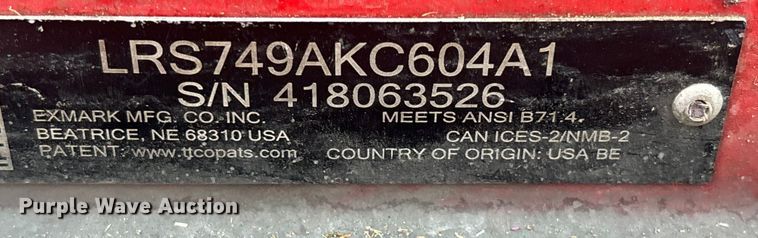 LRS749AKC604A1
S/N 418063526
EXMARK MFG. CO. INC. MEETS ANSI B71.4.
BEATRICE, NE 68310 USA CAN ICES-2/NMB-2
PATENT: www.ttcopats.com COUNTRY OF ORIGIN: USA BE
Purple Wave Auction